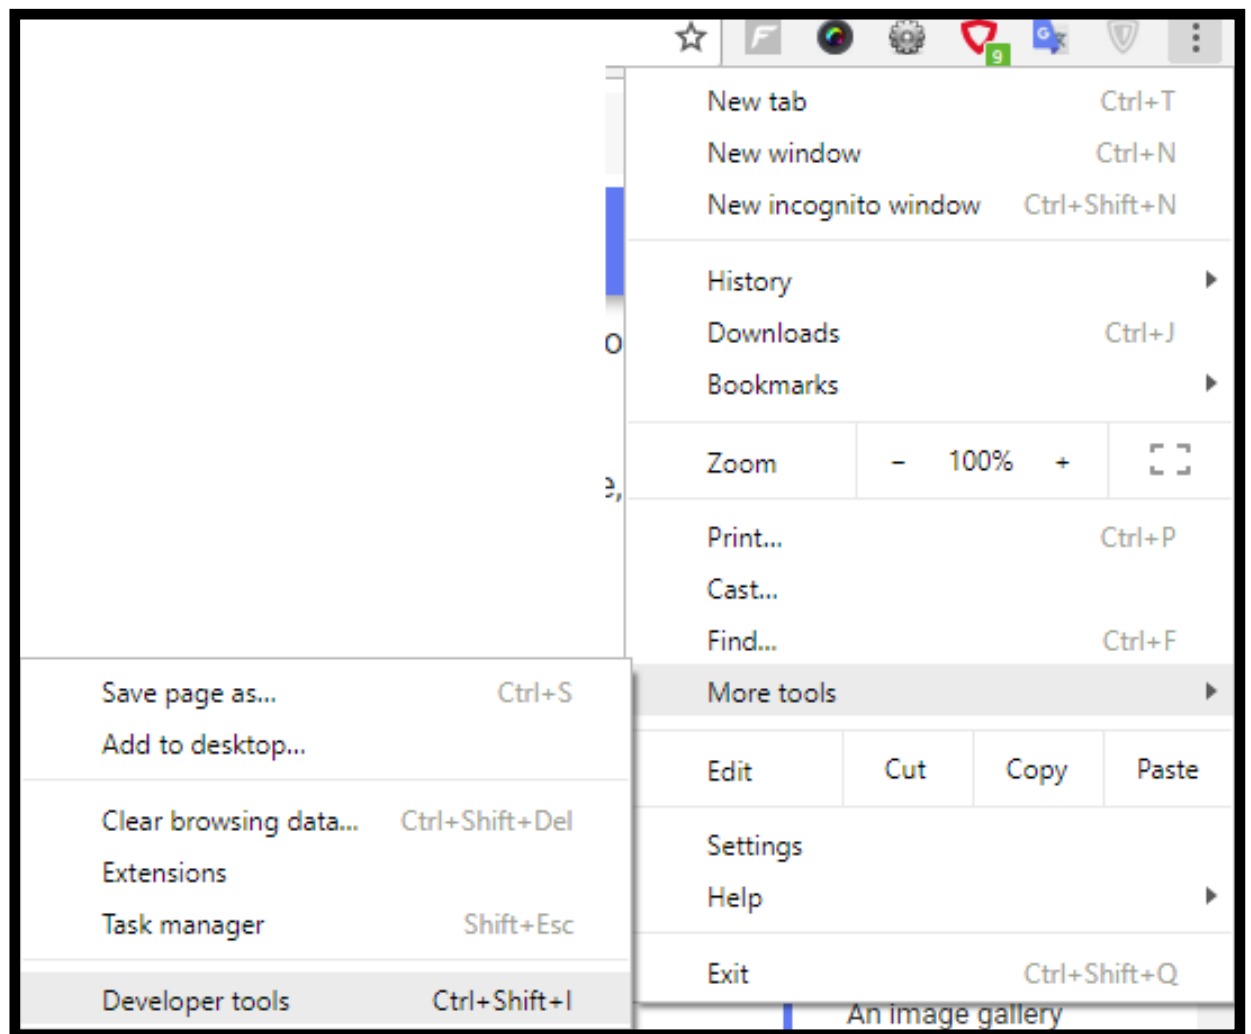 9
New tab Ctrl+T
New window Ctrl+N
New incognito window Ctrl+Shift+N
History
Downloads Ctrl+J
Bookmarks
Zoom - 100% +
Print... Ctrl+P
Cast...
Find... Ctrl+F
More tools
Edit Cut Copy Paste
Settings
Help
Exit Ctrl+Shift+Q
Save page as... Ctrl+S
Add to desktop...
Clear browsing data... Ctrl+Shift+Del
Extensions
Task manager Shift+Esc
Developer tools Ctrl+Shift+I
An image gallery